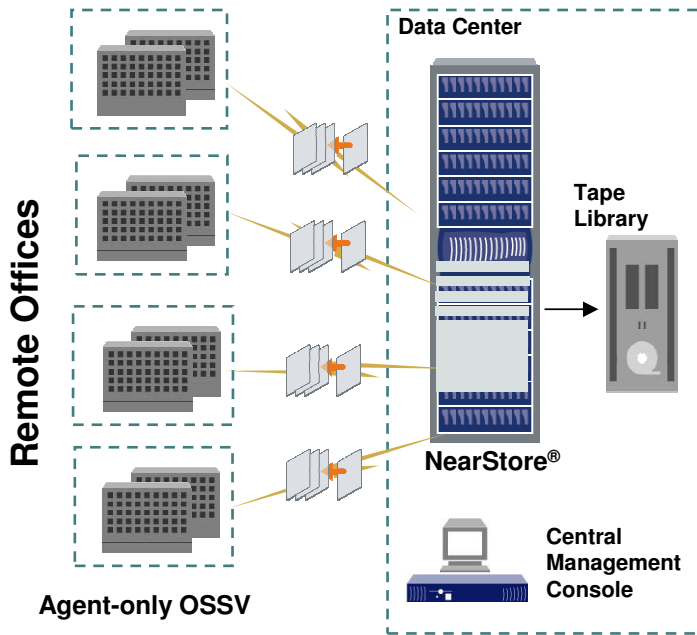 Data Center
Tape
Library
Remote Offices
NearStore®
Central
Management
Console
Agent-only OSSV